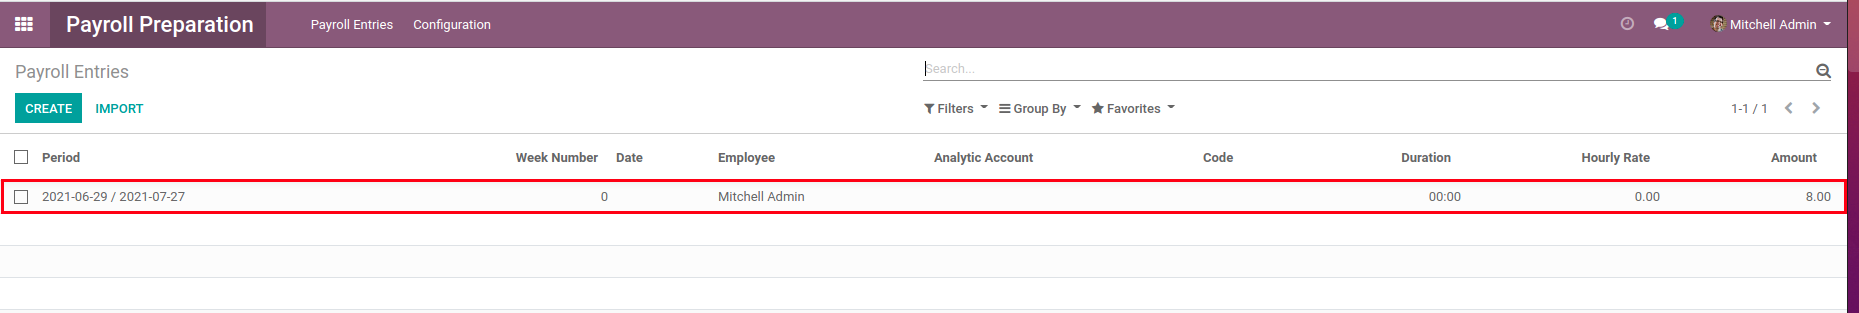 Payroll Preparation Payroll Entries Configuration 1 Mitchell Admin
Payroll Entries Search...
CREATE IMPORT Filters Group By Favorites 1-1 / 1
Period Week Number Date Employee Analytic Account Code Duration Hourly Rate Amount
2021-06-29 / 2021-07-27 0 Mitchell Admin 00:00 0.00 8.00